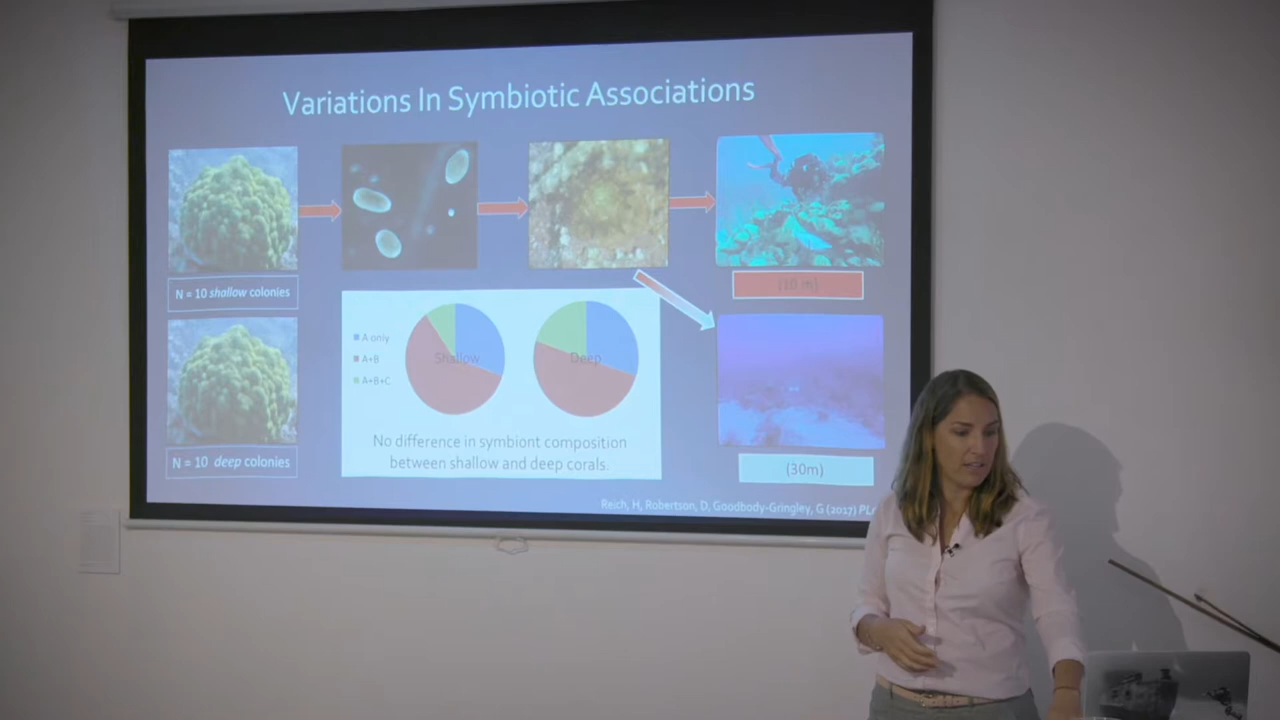 Variations In Symbiotic Associations
N = 10 shallow colonies
(10 m)
A only
A+B
A+B+C
Shallow
Deep
No difference in symbiont composition
between shallow and deep corals.
N = 10 deep colonies
(30m)
Reich, H, Robertson, D, Goodbody-Gringley, G (2017)